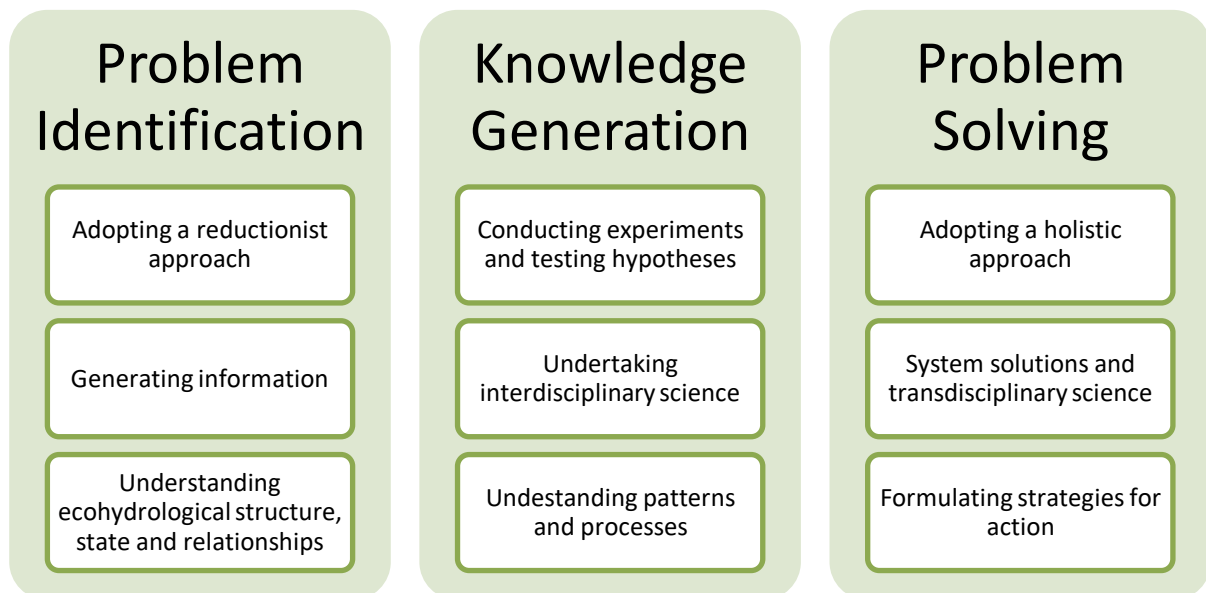 Problem
Identification
Adopting a reductionist
approach
Generating information
Understanding
ecohydrological structure,
state and relationships
Knowledge
Generation
Conducting experiments
and testing hypotheses
Undertaking
interdisciplinary science
Undestanding patterns
and processes
Problem
Solving
Adopting a holistic
approach
System solutions and
transdisciplinary science
Formulating strategies for
action